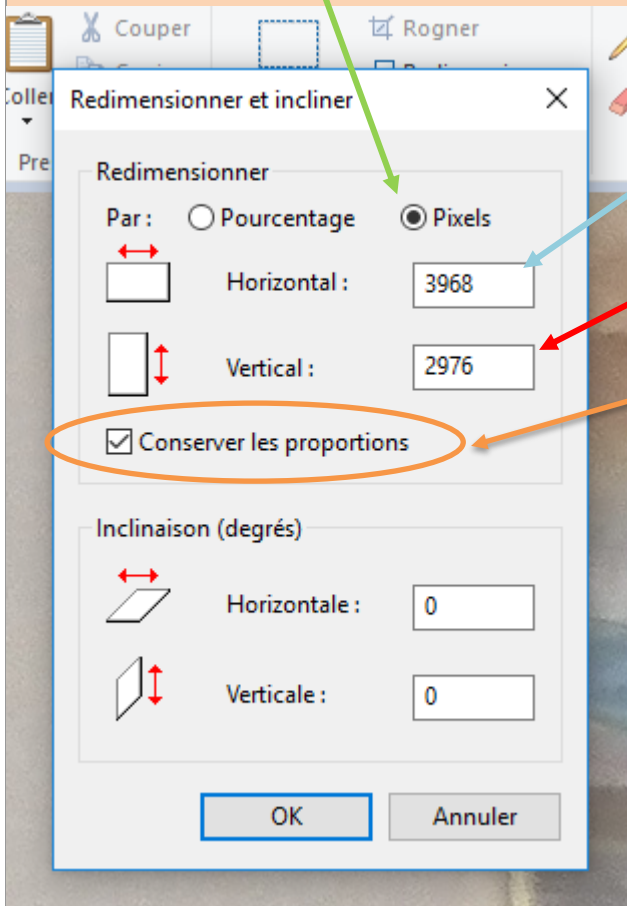 Couper
Rogner
Coller
Redimensionner et incliner
Pre
Redimensionner
Par : Pourcentage Pixels
Horizontal : 3968
Vertical : 2976
Conserver les proportions
Inclinaison (degrés)
Horizontale : 0
Verticale : 0
OK Annuler